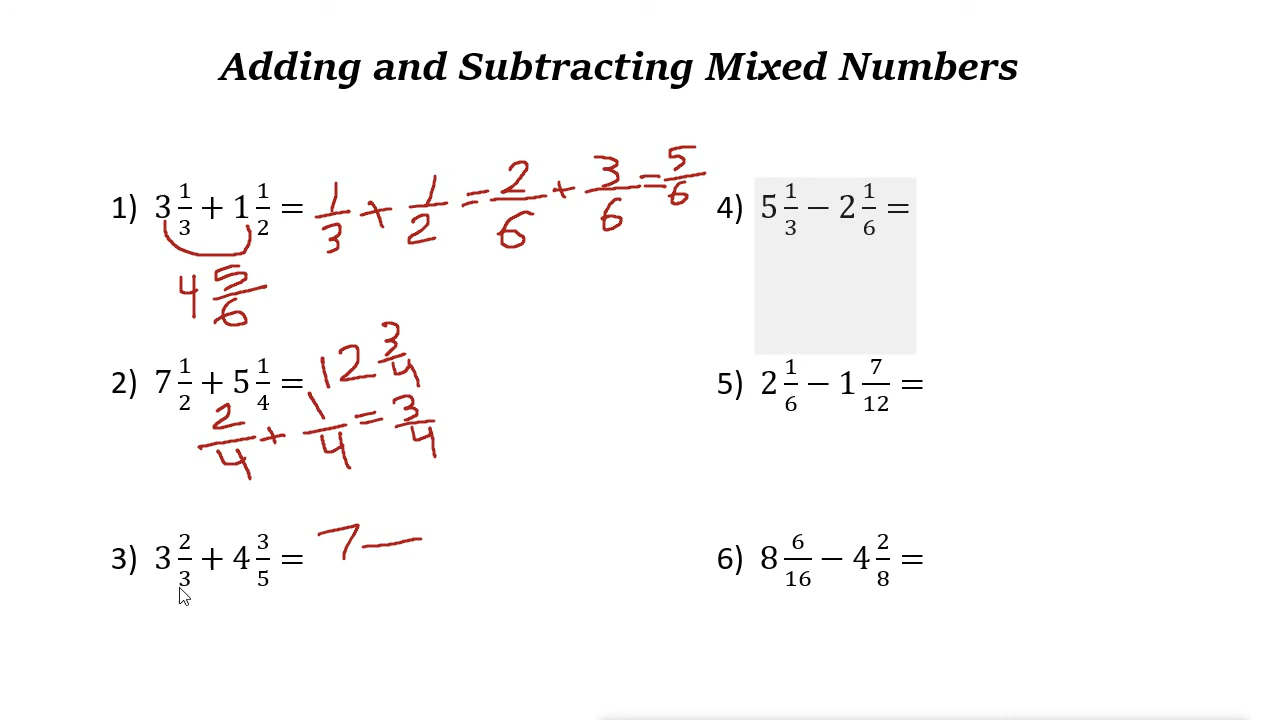 Adding and Subtracting Mixed Numbers
1) 3 1/3 + 1 1/2 = 1/3 + 1/2 = 2/6 + 3/6 = 5/6
4 5/6
2) 7 1/2 + 5 1/4 = 12 3/4
2/4 + 1/4 = 3/4
3) 3 2/3 + 4 3/5 = 7 —
4) 5 1/3 − 2 1/6 =
5) 2 1/6 − 1 7/12 =
6) 8 6/16 − 4 2/8 =